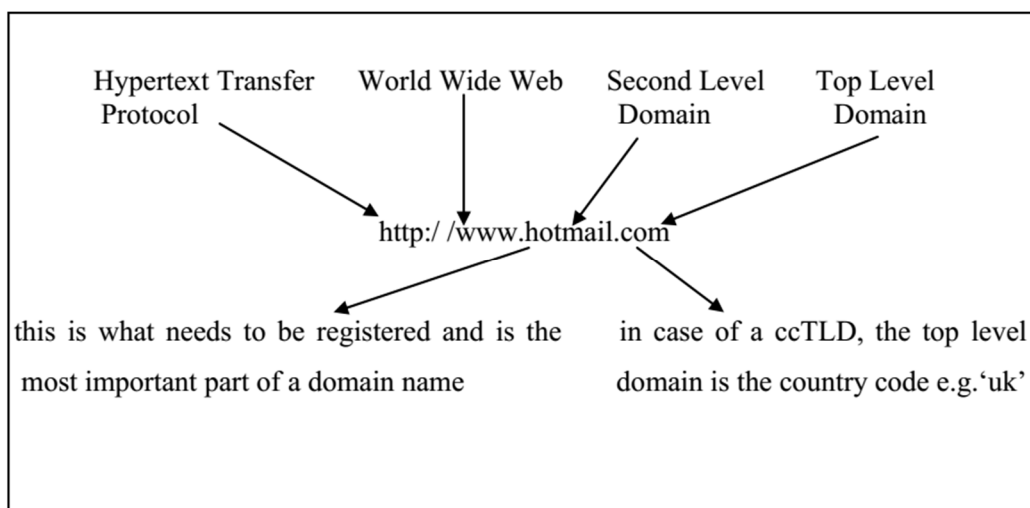 Hypertext Transfer
Protocol
World Wide Web
Second Level
Domain
Top Level
Domain
http:/ /www.hotmail.com
this is what needs to be registered and is the
most important part of a domain name
in case of a ccTLD, the top level
domain is the country code e.g.‘uk’